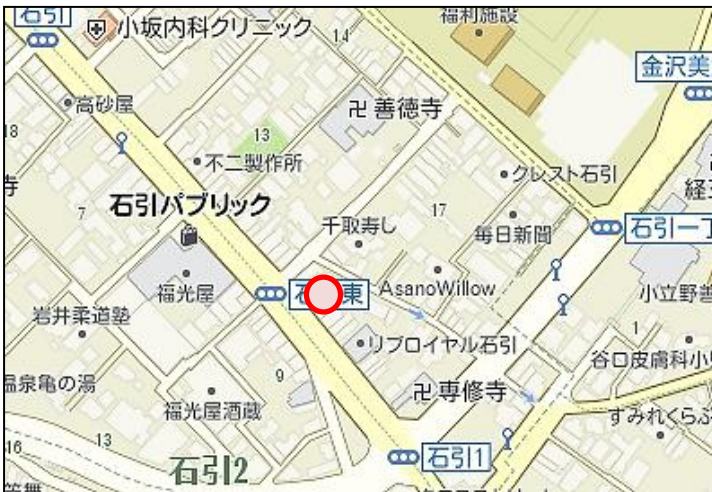 石引
小坂内科クリニック
14
福利施設
金沢美
高砂屋
卍善徳寺
18
13
不二製作所
クレスト石引
寺
7
石引パブリック
17
千取寿し
毎日新聞
石引一丁
経王
福光屋
東
AsanoWillow
小立野善
岩井柔道塾
リブロイヤル石引
1
谷口皮膚科小
温泉亀の湯
9
卍専修寺
福光屋酒蔵
すみれくらぶ
16
13
石引2
石引1